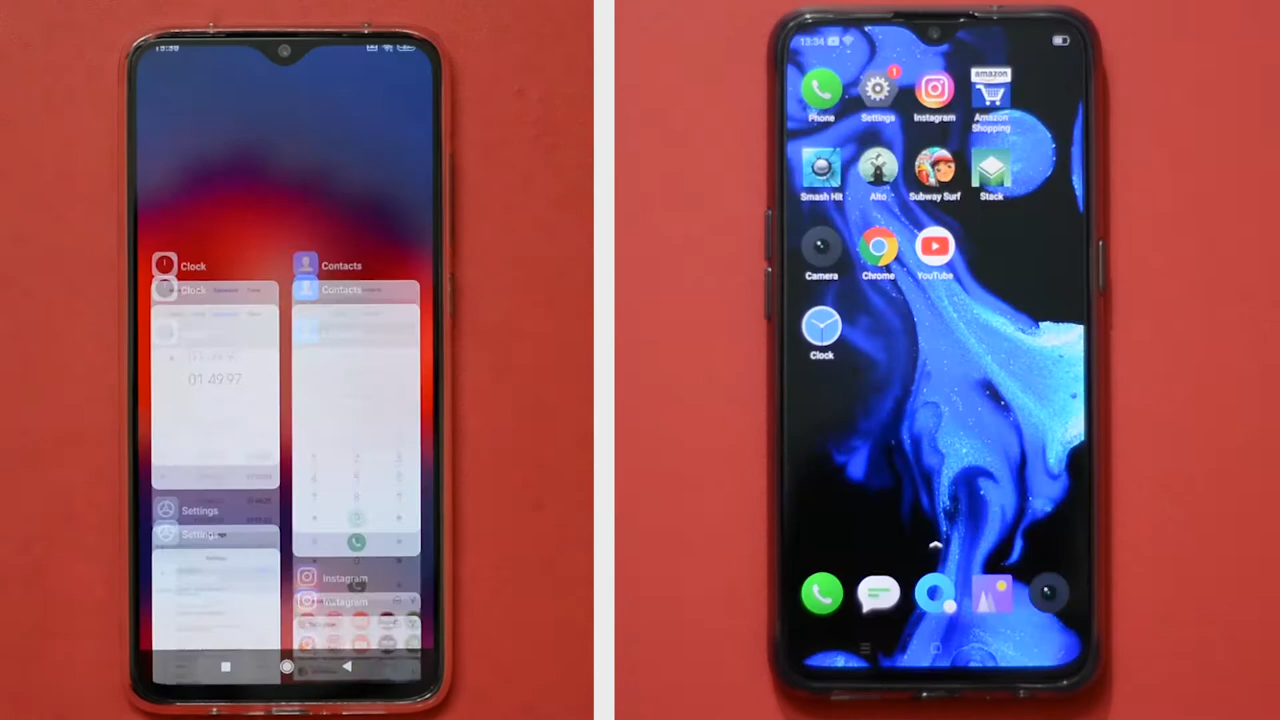 Clock
Contacts
Clock
Contacts
01 49 97
Settings
Settings
Instagram
Instagram
13:34
1
amazon
Phone
Settings
Instagram
Amazon
Shopping
Smash Hit
Alto
Subway Surf
Stack
Camera
Chrome
YouTube
Clock